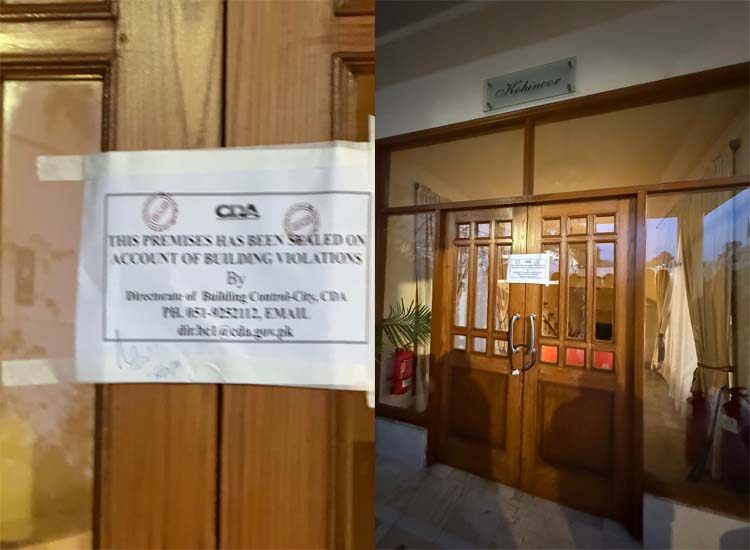 CDA
THIS PREMISES HAS BEEN SEALED ON
ACCOUNT OF BUILDING VIOLATIONS
By
Directorate of Building Control-City, CDA
PH. 051-9252112, EMAIL
dir.bc1@cda.gov.pk
Kohinoor